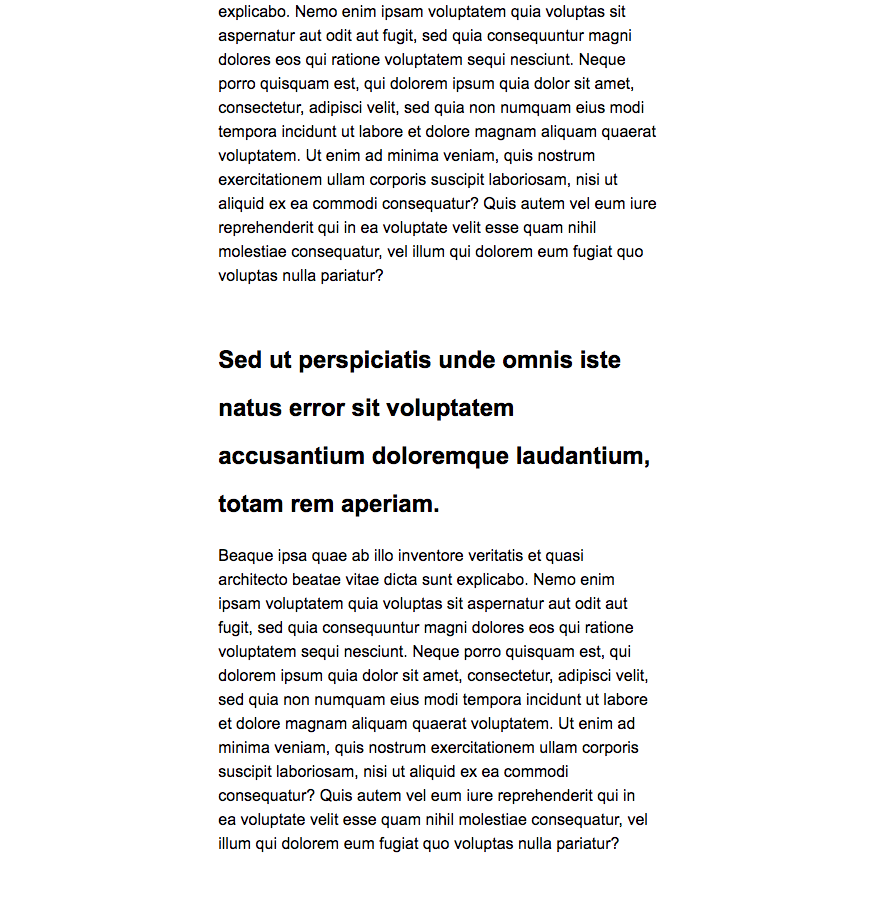 explicabo. Nemo enim ipsam voluptatem quia voluptas sit
aspernatur aut odit aut fugit, sed quia consequuntur magni
dolores eos qui ratione voluptatem sequi nesciunt. Neque
porro quisquam est, qui dolorem ipsum quia dolor sit amet,
consectetur, adipisci velit, sed quia non numquam eius modi
tempora incidunt ut labore et dolore magnam aliquam quaerat
voluptatem. Ut enim ad minima veniam, quis nostrum
exercitationem ullam corporis suscipit laboriosam, nisi ut
aliquid ex ea commodi consequatur? Quis autem vel eum iure
reprehenderit qui in ea voluptate velit esse quam nihil
molestiae consequatur, vel illum qui dolorem eum fugiat quo
voluptas nulla pariatur?
Sed ut perspiciatis unde omnis iste
natus error sit voluptatem
accusantium doloremque laudantium,
totam rem aperiam.
Beaque ipsa quae ab illo inventore veritatis et quasi
architecto beatae vitae dicta sunt explicabo. Nemo enim
ipsam voluptatem quia voluptas sit aspernatur aut odit aut
fugit, sed quia consequuntur magni dolores eos qui ratione
voluptatem sequi nesciunt. Neque porro quisquam est, qui
dolorem ipsum quia dolor sit amet, consectetur, adipisci velit,
sed quia non numquam eius modi tempora incidunt ut labore
et dolore magnam aliquam quaerat voluptatem. Ut enim ad
minima veniam, quis nostrum exercitationem ullam corporis
suscipit laboriosam, nisi ut aliquid ex ea commodi
consequatur? Quis autem vel eum iure reprehenderit qui in
ea voluptate velit esse quam nihil molestiae consequatur, vel
illum qui dolorem eum fugiat quo voluptas nulla pariatur?